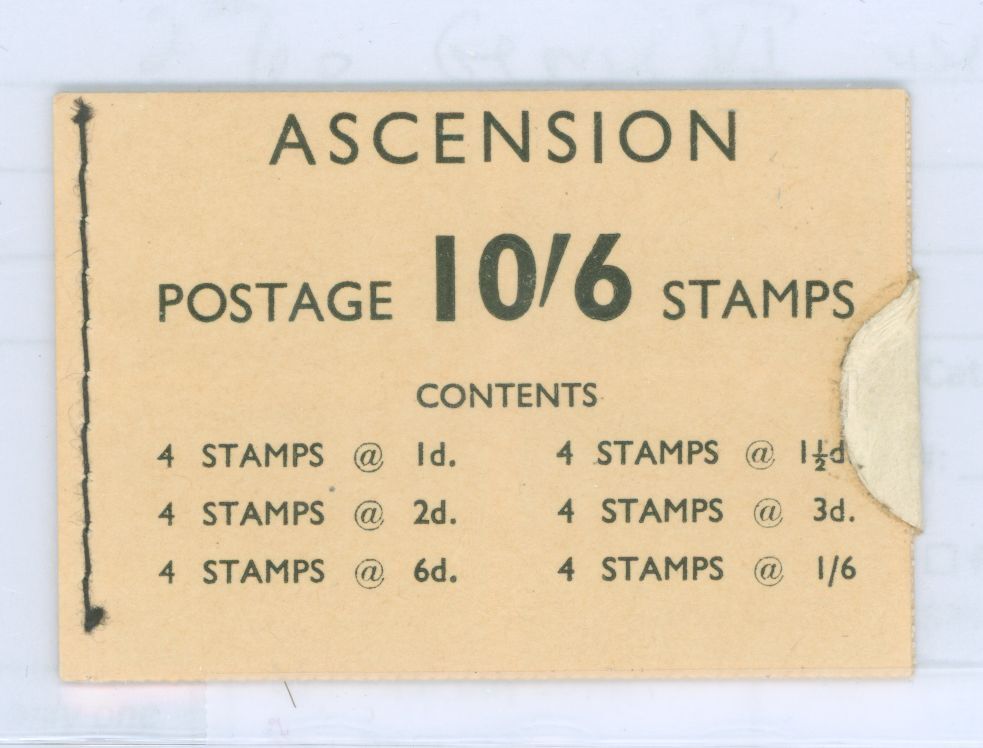 ASCENSION
POSTAGE 10/6 STAMPS
CONTENTS
4 STAMPS @ 1d. 4 STAMPS @ 1½d
4 STAMPS @ 2d. 4 STAMPS @ 3d.
4 STAMPS @ 6d. 4 STAMPS @ 1/6